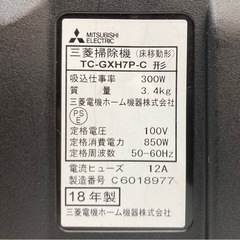 MITSUBISHI
ELECTRIC
三菱掃除機(床移動形)
TC-GXH7P-C 形
吸込仕事率 300W
質量 3.4kg
三菱電機ホーム機器株式会社
PS
E
定格電圧 100V
定格消費電力 850W
定格周波数 50-60Hz
電流ヒューズ 12A
製造番号 C6018977
18年製
三菱電機ホーム機器株式会社